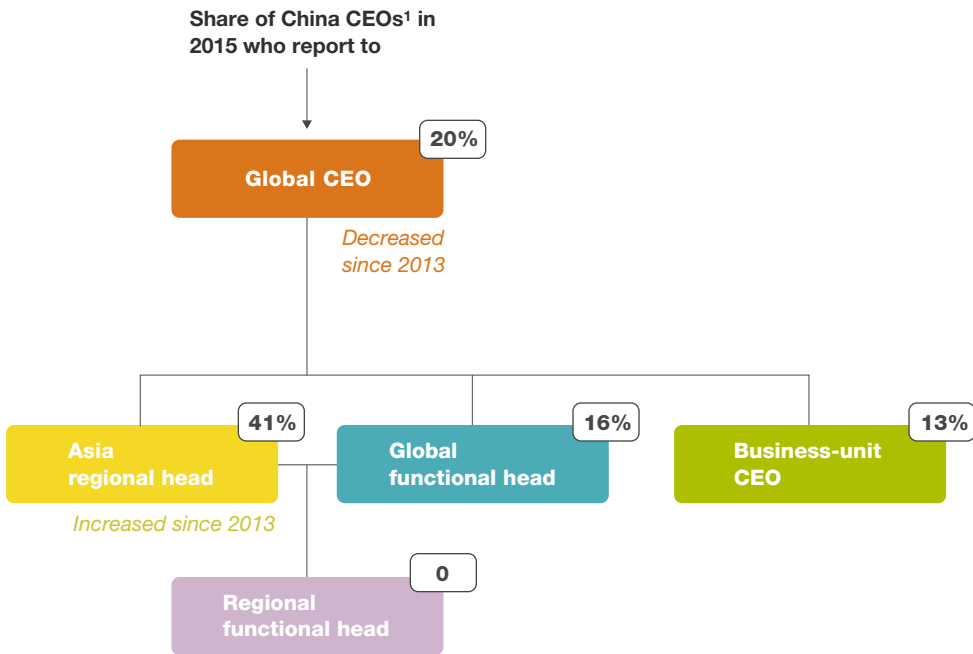 Share of China CEOs¹ in
2015 who report to
20%
Global CEO
Decreased
since 2013
41%
Asia
regional head
Increased since 2013
16%
Global
functional head
13%
Business-unit
CEO
0
Regional
functional head